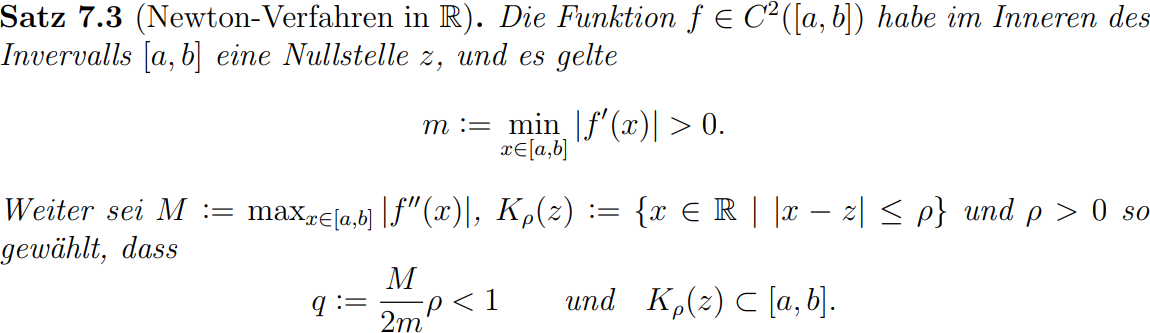 Satz 7.3 (Newton-Verfahren in ℝ). Die Funktion f ∈ C²([a, b]) habe im Inneren des
Invervalls [a, b] eine Nullstelle z, und es gelte
m := min_{x∈[a,b]} |f′(x)| > 0.
Weiter sei M := max_{x∈[a,b]} |f″(x)|, K_ρ(z) := {x ∈ ℝ | |x − z| ≤ ρ} und ρ > 0 so
gewählt, dass
q := \frac{M}{2m} ρ < 1 und K_ρ(z) ⊂ [a, b].